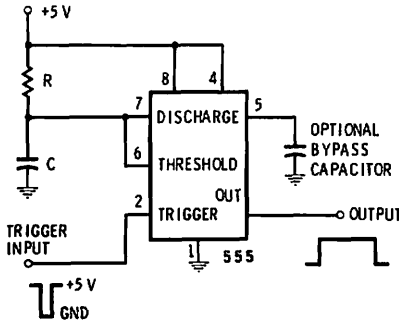 +5 V
R
8
4
7
DISCHARGE
5
6
THRESHOLD
OPTIONAL
BYPASS
CAPACITOR
C
OUT
2
TRIGGER
OUTPUT
TRIGGER
INPUT
1
555
+5 V
GND